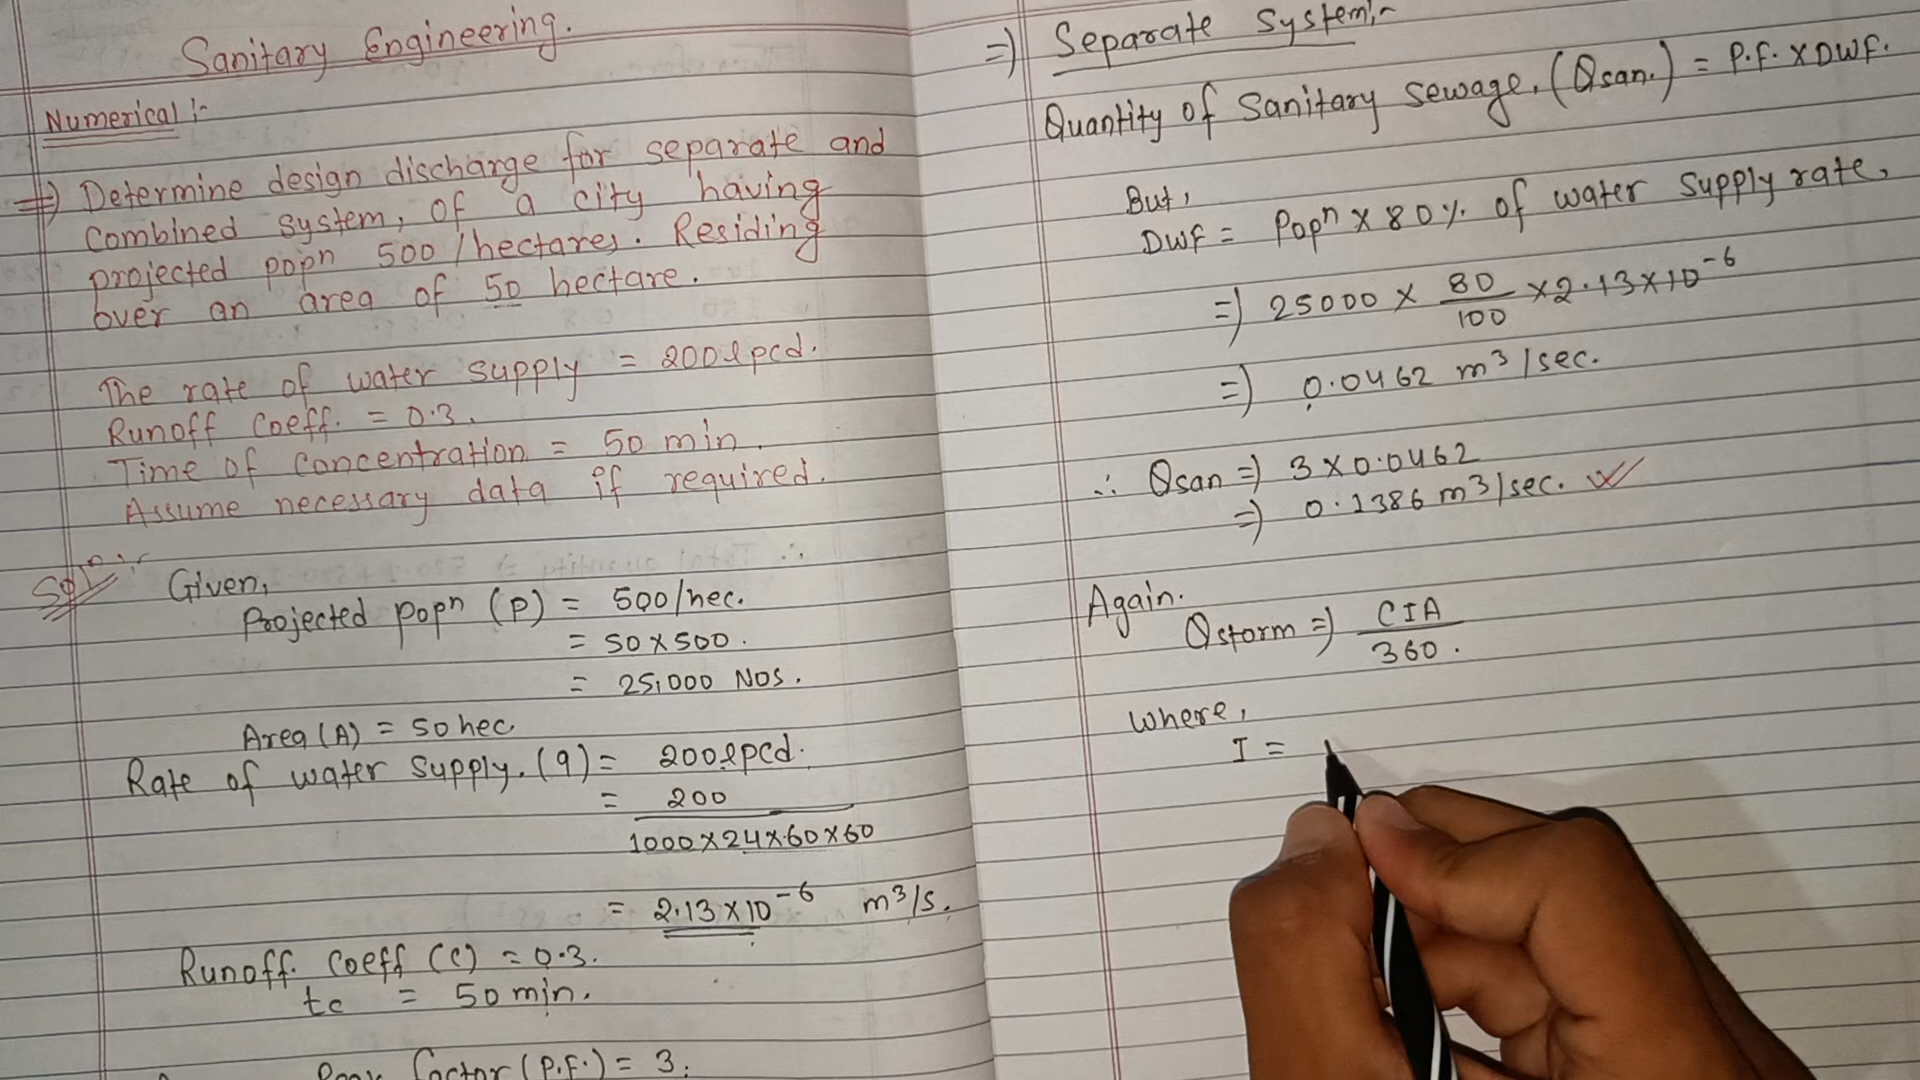 Sanitary Engineering.
Numerical :-
=> Determine design discharge for separate and
combined system, of a city having
projected popn 500 /hectares. Residing
over an area of 50 hectare.
The rate of water supply = 200 lpcd.
Runoff coeff. = 0.3.
Time of concentration = 50 min.
Assume necessary data if required.
Soln:-
Given,
Projected popn (P) = 500/hec.
= 50 x 500.
= 25,000 Nos.
Area (A) = 50 hec.
Rate of water supply. (q) = 200 lpcd.
= 200
1000 x 24 x 60 x 60
= 2.13 x 10⁻⁶ m³/s.
Runoff. coeff (c) = 0.3.
tc = 50 min.
Factor (P.F.) = 3.
=> Separate System:-
Quantity of sanitary sewage. (Qsan.) = P.F. x DWF.
But,
DWF = Popn x 80% of water supply rate.
=> 25000 x 80/100 x 2.13 x 10⁻⁶
=> 0.0462 m³/sec.
∴ Qsan => 3 x 0.0462
=> 0.1386 m³/sec.
Again.
Qstorm => CIA
360.
where,
I =